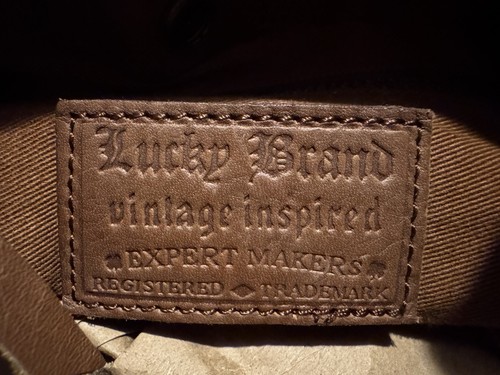 Lucky Brand
vintage inspired
EXPERT MAKERS
REGISTERED TRADEMARK